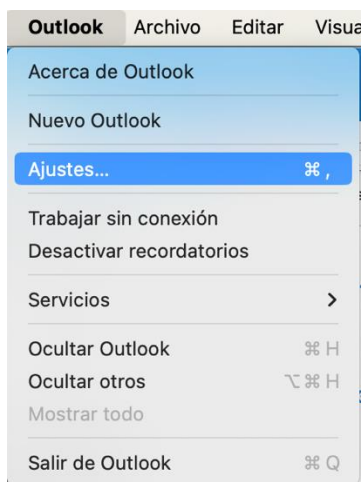 Outlook Archivo Editar Visua
Acerca de Outlook
Nuevo Outlook
Ajustes... ⌘ ,
Trabajar sin conexión
Desactivar recordatorios
Servicios >
Ocultar Outlook ⌘ H
Ocultar otros ⌥ ⌘ H
Mostrar todo
Salir de Outlook ⌘ Q